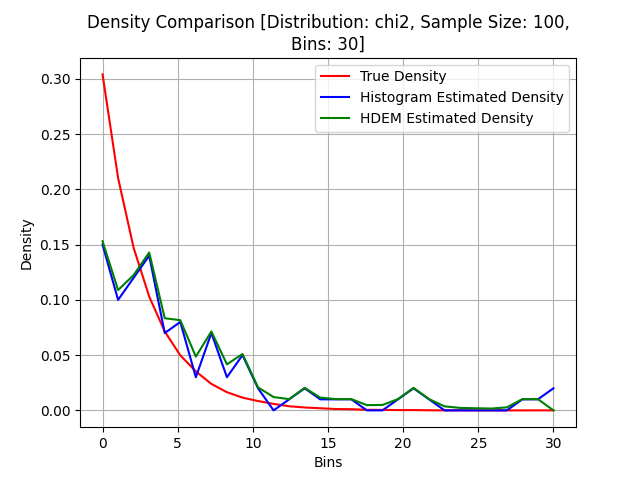 Density Comparison [Distribution: chi2, Sample Size: 100,
Bins: 30]
True Density
Histogram Estimated Density
HDEM Estimated Density
Density
0.30
0.25
0.20
0.15
0.10
0.05
0.00
0 5 10 15 20 25 30
Bins